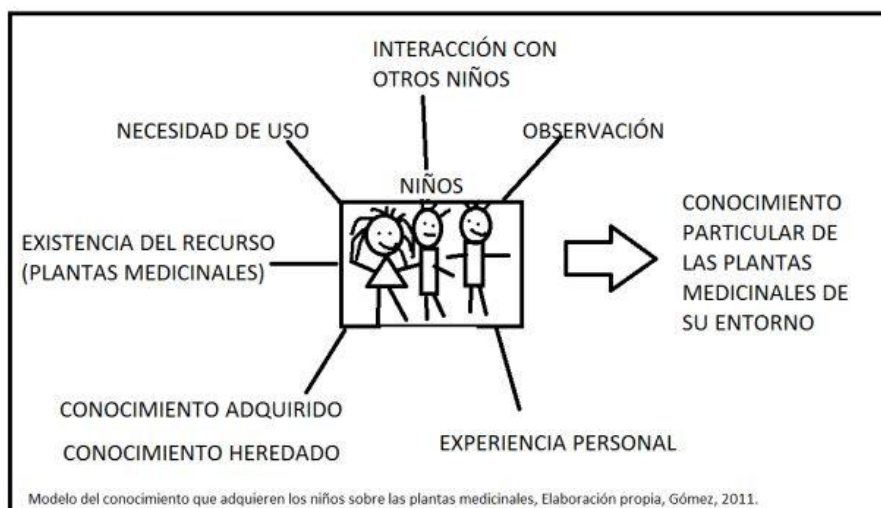 INTERACCIÓN CON
OTROS NIÑOS
NECESIDAD DE USO
OBSERVACIÓN
NIÑOS
EXISTENCIA DEL RECURSO
(PLANTAS MEDICINALES)
CONOCIMIENTO
PARTICULAR DE
LAS PLANTAS
MEDICINALES DE
SU ENTORNO
CONOCIMIENTO ADQUIRIDO
CONOCIMIENTO HEREDADO
EXPERIENCIA PERSONAL
Modelo del conocimiento que adquieren los niños sobre las plantas medicinales, Elaboración propia, Gómez, 2011.